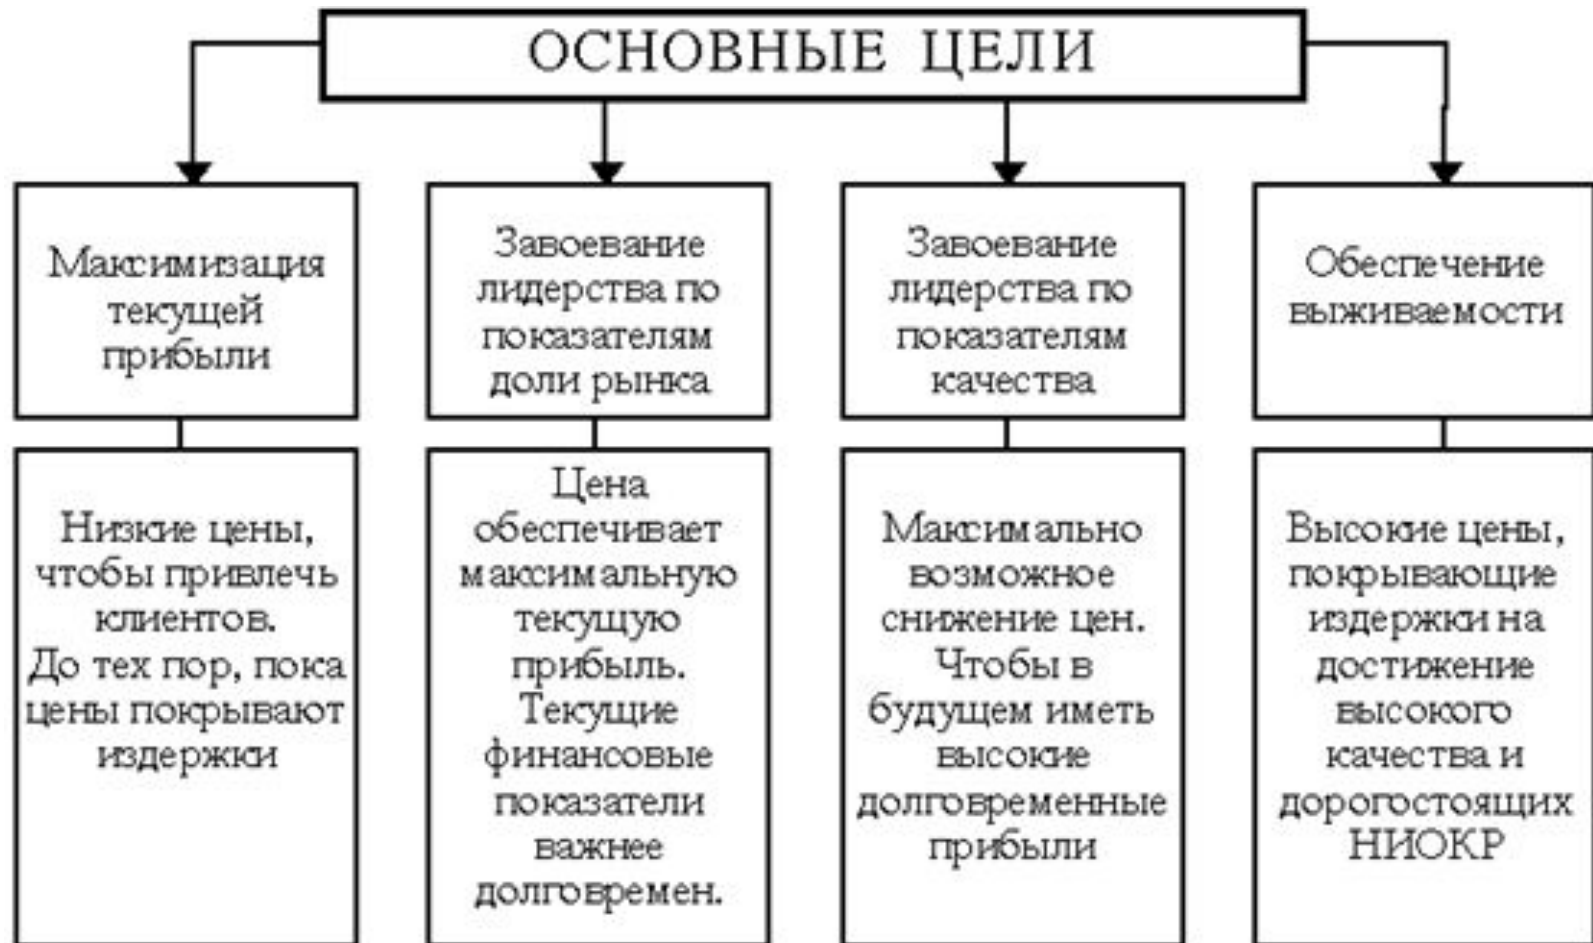 ОСНОВНЫЕ ЦЕЛИ
Максимизация
текущей
прибыли
Завоевание
лидерства по
показателям
доли рынка
Завоевание
лидерства по
показателям
качества
Обеспечение
выживаемости
Низкие цены,
чтобы привлечь
клиентов.
До тех пор, пока
цены покрывают
издержки
Цена
обеспечивает
максимальную
текущую
прибыль.
Текущие
финансовые
показатели
важнее
долговремен.
Максимально
возможное
снижение цен.
Чтобы в
будущем иметь
высокие
долговременные
прибыли
Высокие цены,
покрывающие
издержки на
достижение
высокого
качества и
дорогостоящих
НИОКР